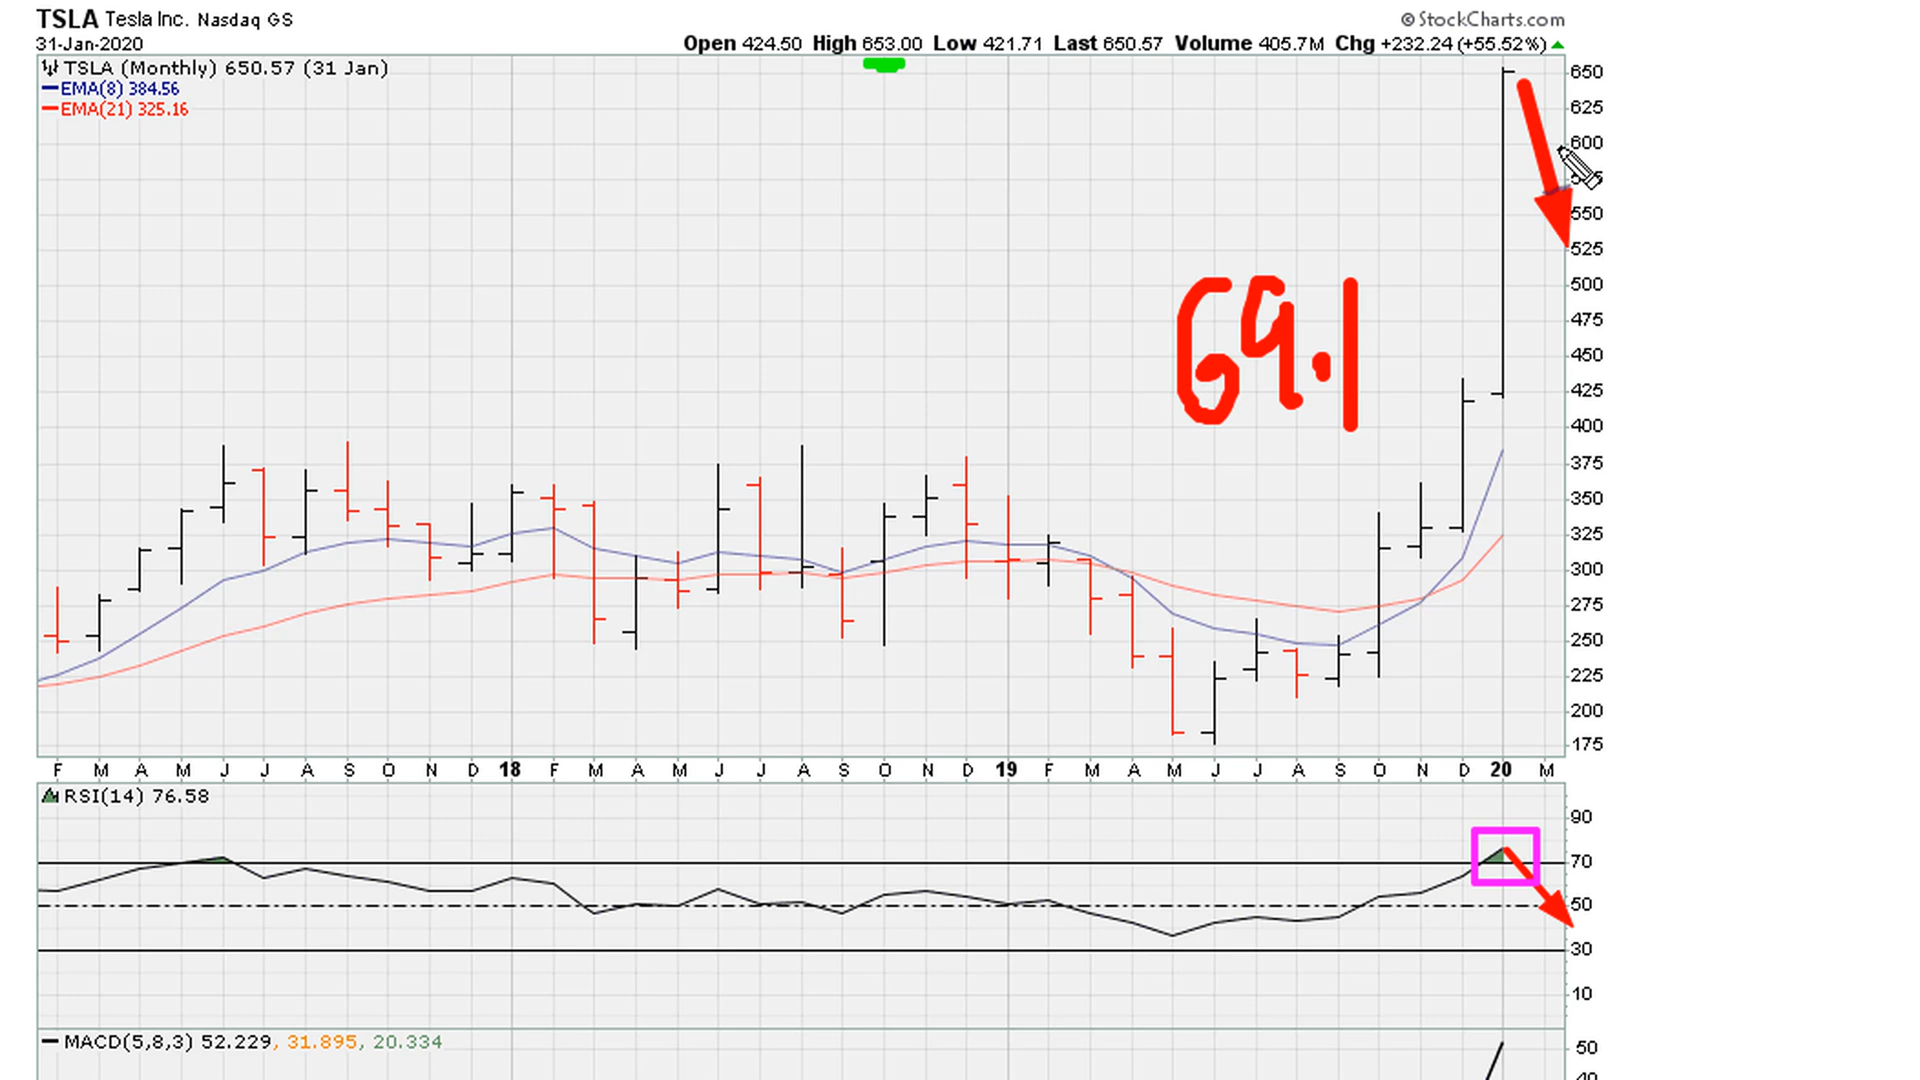 TSLA Tesla Inc. Nasdaq GS
© StockCharts.com
31-Jan-2020
Open 424.50 High 653.00 Low 421.71 Last 650.57 Volume 405.7M Chg +232.24 (+55.52%)
TSLA (Monthly) 650.57 (31 Jan)
EMA(8) 384.56
EMA(21) 325.16
650
625
600
550
525
500
475
450
425
400
375
350
325
300
275
250
225
200
175
69.1
F M A M J J A S O N D 18 F M A M J J A S O N D 19 F M A M J J A S O N D 20 M
RSI(14) 76.58
90
70
50
30
10
MACD(5,8,3) 52.229, 31.895, 20.334
50